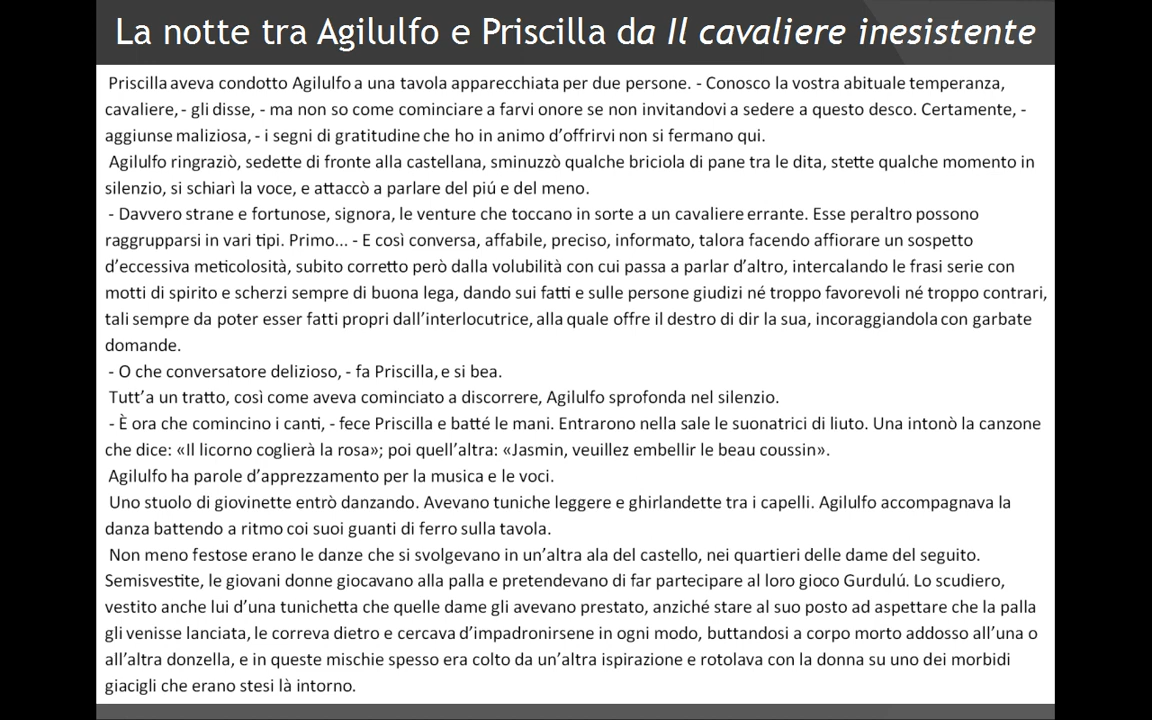 La notte tra Agilulfo e Priscilla da Il cavaliere inesistente
Priscilla aveva condotto Agilulfo a una tavola apparecchiata per due persone. - Conosco la vostra abituale temperanza,
cavaliere, - gli disse, - ma non so come cominciare a farvi onore se non invitandovi a sedere a questo desco. Certamente, -
aggiunse maliziosa, - i segni di gratitudine che ho in animo d’offrirvi non si fermano qui.
Agilulfo ringraziò, sedette di fronte alla castellana, sminuzzò qualche briciola di pane tra le dita, stette qualche momento in
silenzio, si schiarì la voce, e attaccò a parlare del piú e del meno.
- Davvero strane e fortunose, signora, le venture che toccano in sorte a un cavaliere errante. Esse peraltro possono
raggrupparsi in vari tipi. Primo... - E così conversa, affabile, preciso, informato, talora facendo affiorare un sospetto
d’eccessiva meticolosità, subito corretto però dalla volubilità con cui passa a parlar d’altro, intercalando le frasi serie con
motti di spirito e scherzi sempre di buona lega, dando sui fatti e sulle persone giudizi né troppo favorevoli né troppo contrari,
tali sempre da poter esser fatti propri dall’interlocutrice, alla quale offre il destro di dir la sua, incoraggiandola con garbate
domande.
- O che conversatore delizioso, - fa Priscilla, e si bea.
Tutt’a un tratto, così come aveva cominciato a discorrere, Agilulfo sprofonda nel silenzio.
- È ora che comincino i canti, - fece Priscilla e batté le mani. Entrarono nella sale le suonatrici di liuto. Una intonò la canzone
che dice: «Il licorno coglierà la rosa»; poi quell’altra: «Jasmin, veuillez embellir le beau coussin».
Agilulfo ha parole d’apprezzamento per la musica e le voci.
Uno stuolo di giovinette entrò danzando. Avevano tuniche leggere e ghirlandette tra i capelli. Agilulfo accompagnava la
danza battendo a ritmo coi suoi guanti di ferro sulla tavola.
Non meno festose erano le danze che si svolgevano in un’altra ala del castello, nei quartieri delle dame del seguito.
Semisvestite, le giovani donne giocavano alla palla e pretendevano di far partecipare al loro gioco Gurdulú. Lo scudiero,
vestito anche lui d’una tunichetta che quelle dame gli avevano prestato, anziché stare al suo posto ad aspettare che la palla
gli venisse lanciata, le correva dietro e cercava d’impadronirsene in ogni modo, buttandosi a corpo morto addosso all’una o
all’altra donzella, e in queste mischie spesso era colto da un’altra ispirazione e rotolava con la donna su uno dei morbidi
giacigli che erano stesi là intorno.